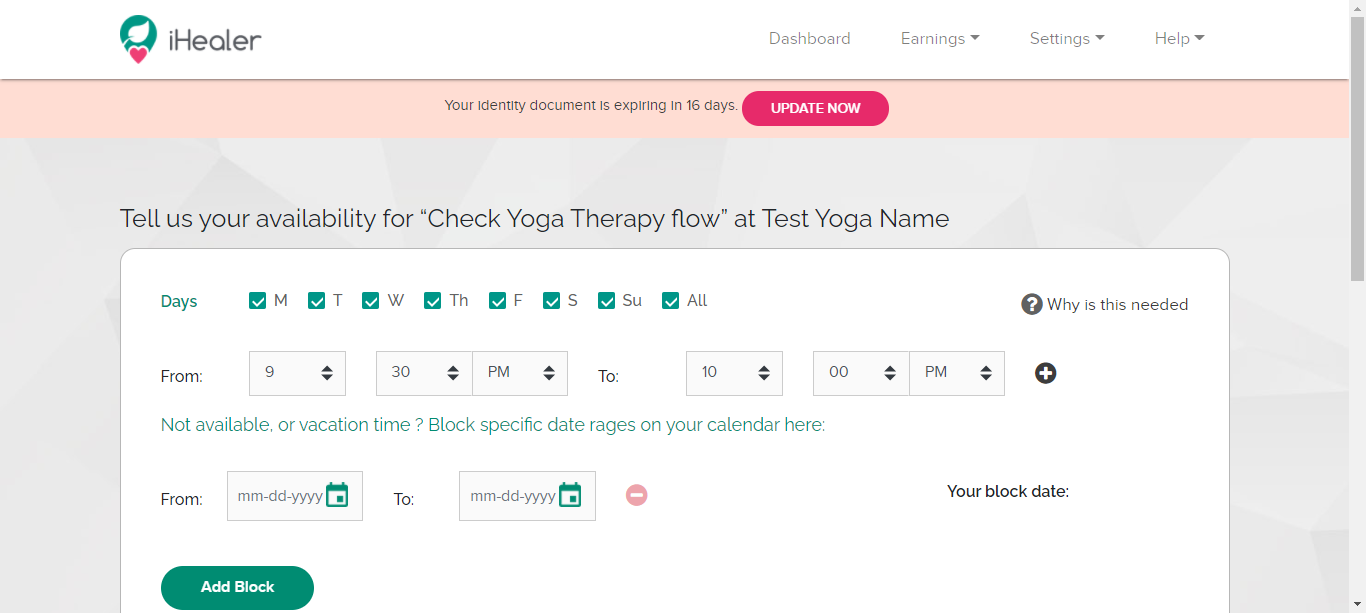 iHealer
Dashboard Earnings Settings Help
Your identity document is expiring in 16 days. UPDATE NOW
Tell us your availability for “Check Yoga Therapy flow” at Test Yoga Name
Days M T W Th F S Su All
? Why is this needed
From: 9 30 PM To: 10 00 PM
Not available, or vacation time ? Block specific date rages on your calendar here:
From: mm-dd-yyyy To: mm-dd-yyyy Your block date:
Add Block